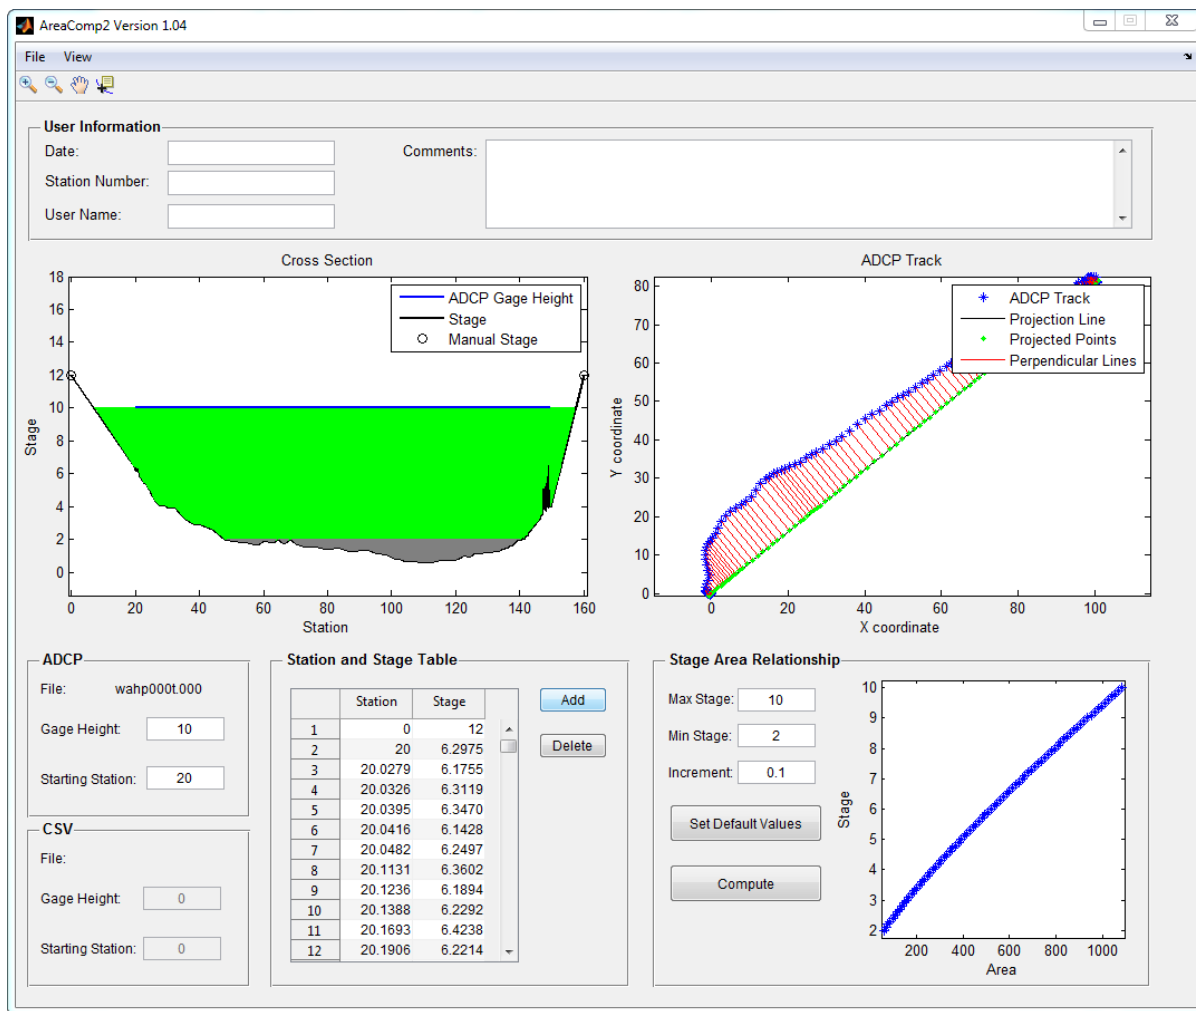 AreaComp2 Version 1.04
File View
User Information
Date:
Station Number:
User Name:
Comments:
Cross Section
18
16
14
12
10
8
6
4
2
0
Stage
ADCP Gage Height
Stage
Manual Stage
0 20 40 60 80 100 120 140 160
Station
ADCP Track
80
70
60
50
40
30
20
10
0
Y coordinate
ADCP Track
Projection Line
Projected Points
Perpendicular Lines
0 20 40 60 80 100
X coordinate
ADCP
File: wahp000t.000
Gage Height: 10
Starting Station: 20
CSV
File:
Gage Height: 0
Starting Station: 0
Station and Stage Table
Station Stage
1 0 12
2 20 6.2975
3 20.0279 6.1755
4 20.0326 6.3119
5 20.0395 6.3470
6 20.0416 6.1428
7 20.0482 6.2497
8 20.1131 6.3602
9 20.1236 6.1894
10 20.1388 6.2292
11 20.1693 6.4238
12 20.1906 6.2214
Add
Delete
Stage Area Relationship
Max Stage: 10
Min Stage: 2
Increment: 0.1
Set Default Values
Compute
10
9
8
7
6
5
4
3
2
Stage
200 400 600 800 1000
Area